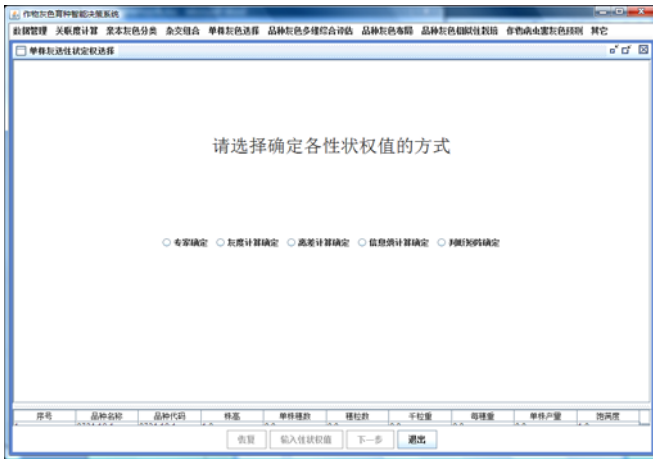 作物灰色育种智能决策系统
数据管理 关联度计算 亲本灰色分类 杂交组合 单株灰色选择 品种灰色多维综合评估 品种灰色布局 品种灰色相似性栽培 作物病虫害灰色预测 其它
单株灰选性状定权选择
请选择确定各性状权值的方式
专家确定 灰度计算确定 离差计算确定 信息熵计算确定 判断矩阵确定
序号 品种名称 品种代码 株高 单株穗数 穗粒数 千粒重 每穗重 单株产量 饱满度
恢复 输入性状权值 下一步 退出